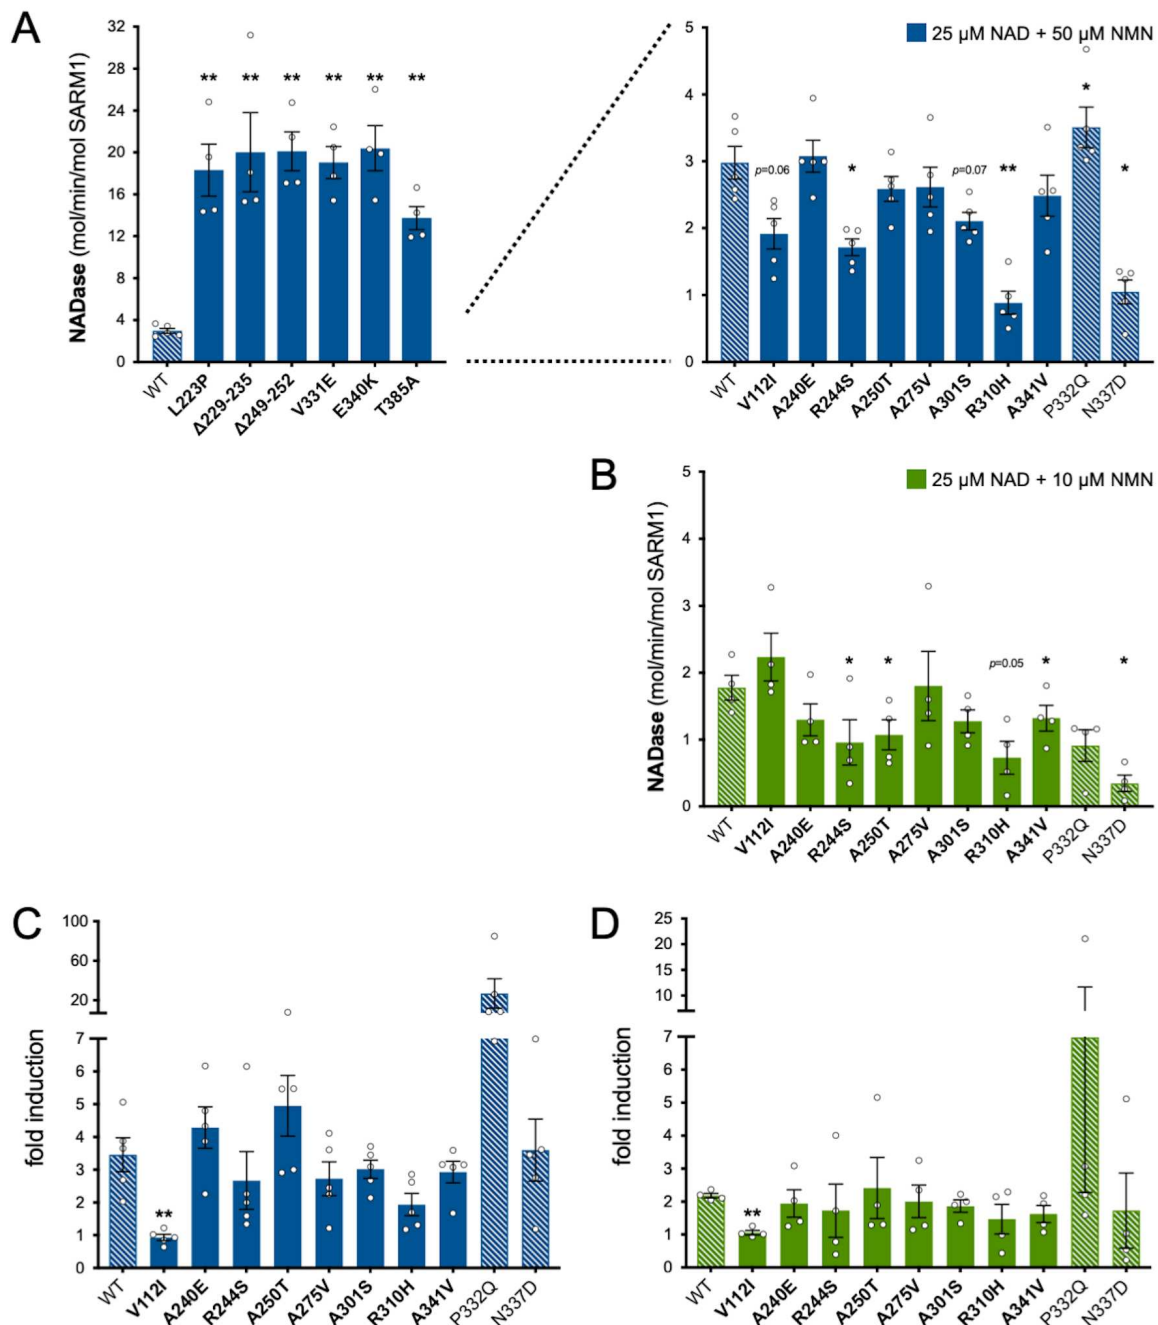 A
NADase (mol/min/mol SARM1)
32
28
24
20
16
12
8
4
0
** ** ** ** ** **
WT L223P Δ229-235 Δ249-252 V331E E340K T385A
25 µM NAD + 50 µM NMN
5
4
3
2
1
0
p=0.06 * p=0.07 ** * *
WT V112I A240E R244S A250T A275V A301S R310H A341V P332Q N337D
B
25 µM NAD + 10 µM NMN
NADase (mol/min/mol SARM1)
5
4
3
2
1
0
* * p=0.05 * *
WT V112I A240E R244S A250T A275V A301S R310H A341V P332Q N337D
C
fold induction
100
60
20
7
6
5
4
3
2
1
0
**
WT V112I A240E R244S A250T A275V A301S R310H A341V P332Q N337D
D
fold induction
25
20
15
10
7
6
5
4
3
2
1
0
**
WT V112I A240E R244S A250T A275V A301S R310H A341V P332Q N337D